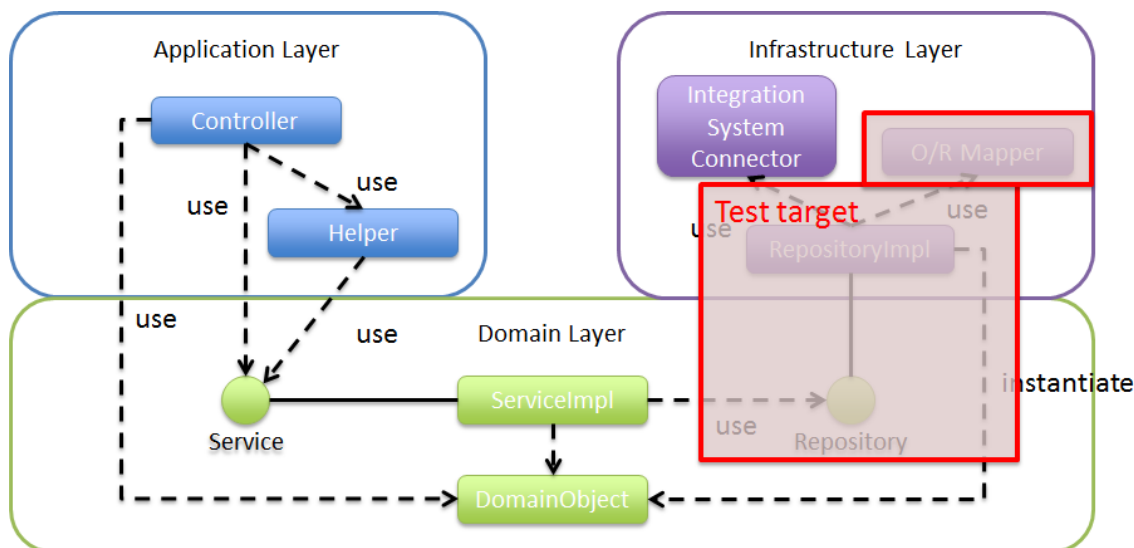 Application Layer
Infrastructure Layer
Controller
Integration
System
Connector
O/R Mapper
use
use
Test target
use
use
Helper
RepositoryImpl
use
use
Domain Layer
instantiate
ServiceImpl
use
Service
Repository
DomainObject